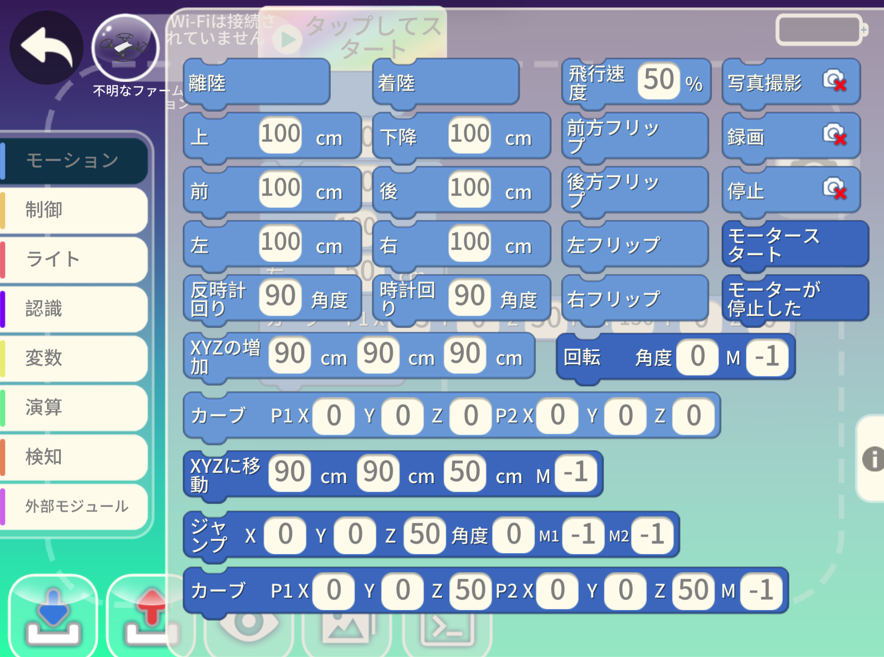 Wi-Fiは接続さ
れていません
タップしてス
タート
不明なファーム
ョン
モーション
制御
ライト
認識
変数
演算
検知
外部モジュール
離陸
着陸
飛行速
度 50 %
写真撮影
上 100 cm
下降 100 cm
前方フリッ
プ
録画
前 100 cm
後 100 cm
後方フリッ
プ
停止
左 100 cm
右 100 cm
左フリップ
モータース
タート
反時計
回り 90 角度
時計回
り 90 角度
右フリップ
モーターが
停止した
XYZの増
加 90 cm 90 cm 90 cm
回転 角度 0 M -1
カーブ P1 X 0 Y 0 Z 0 P2 X 0 Y 0 Z 0
XYZに移
動 90 cm 90 cm 50 cm M -1
ジャ
ンプ X 0 Y 0 Z 50 角度 0 M1 -1 M2 -1
カーブ P1 X 0 Y 0 Z 50 P2 X 0 Y 0 Z 50 M -1